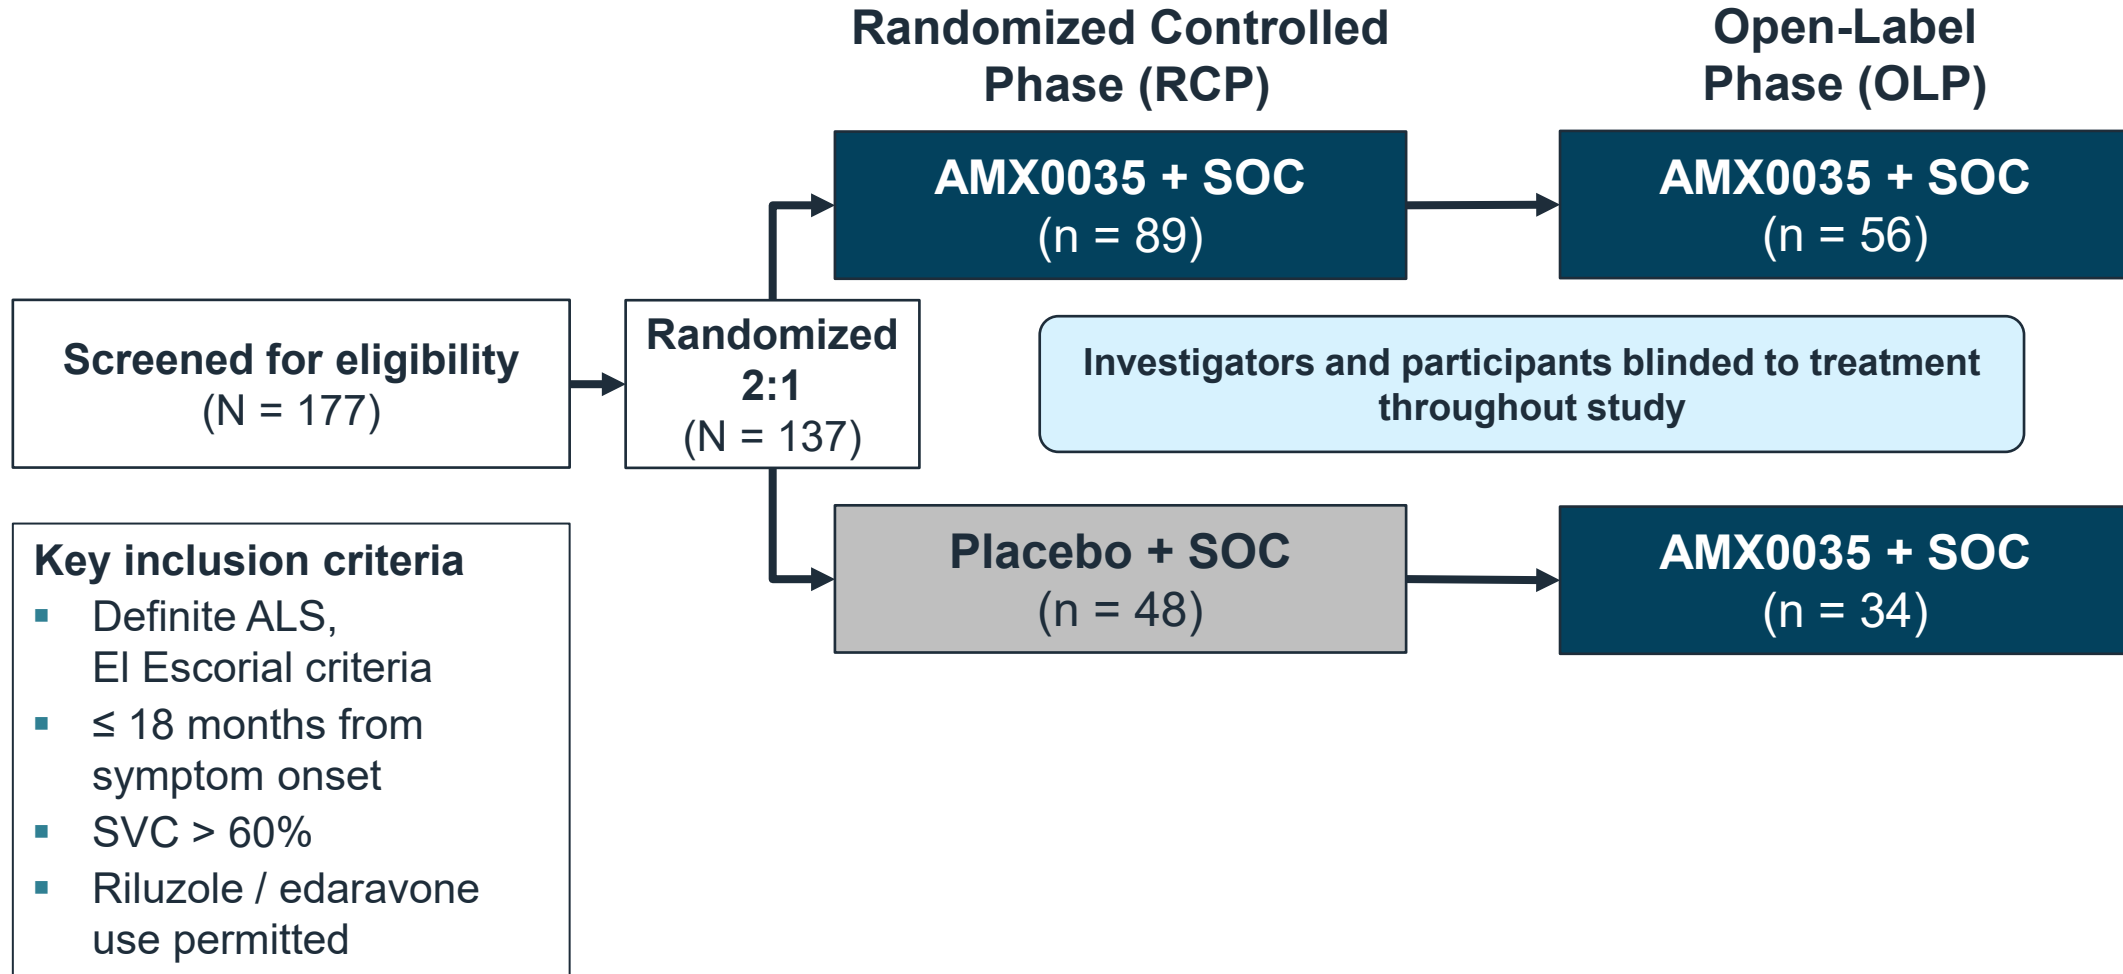 Randomized Controlled
Phase (RCP)
Open-Label
Phase (OLP)
AMX0035 + SOC
(n = 89)
AMX0035 + SOC
(n = 56)
Screened for eligibility
(N = 177)
Randomized
2:1
(N = 137)
Investigators and participants blinded to treatment
throughout study
Placebo + SOC
(n = 48)
AMX0035 + SOC
(n = 34)
Key inclusion criteria
▪ Definite ALS,
El Escorial criteria
▪ ≤ 18 months from
symptom onset
▪ SVC > 60%
▪ Riluzole / edaravone
use permitted